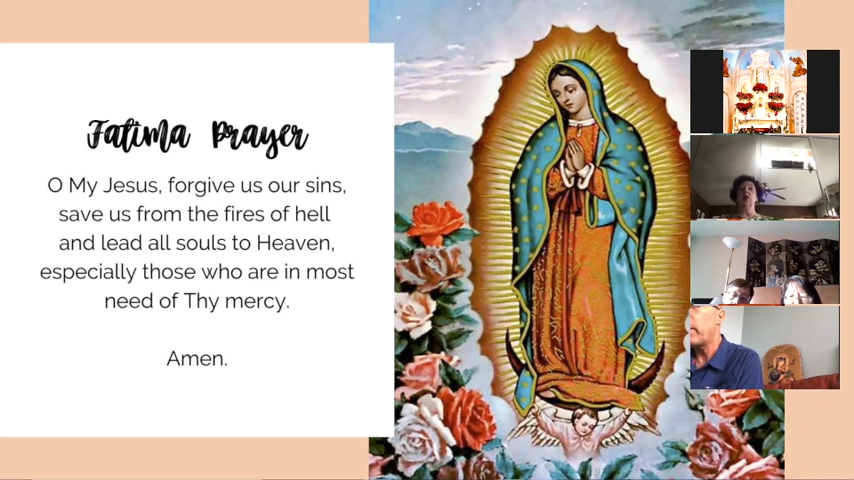 Fatima Prayer
O My Jesus, forgive us our sins,
save us from the fires of hell
and lead all souls to Heaven,
especially those who are in most
need of Thy mercy.
Amen.